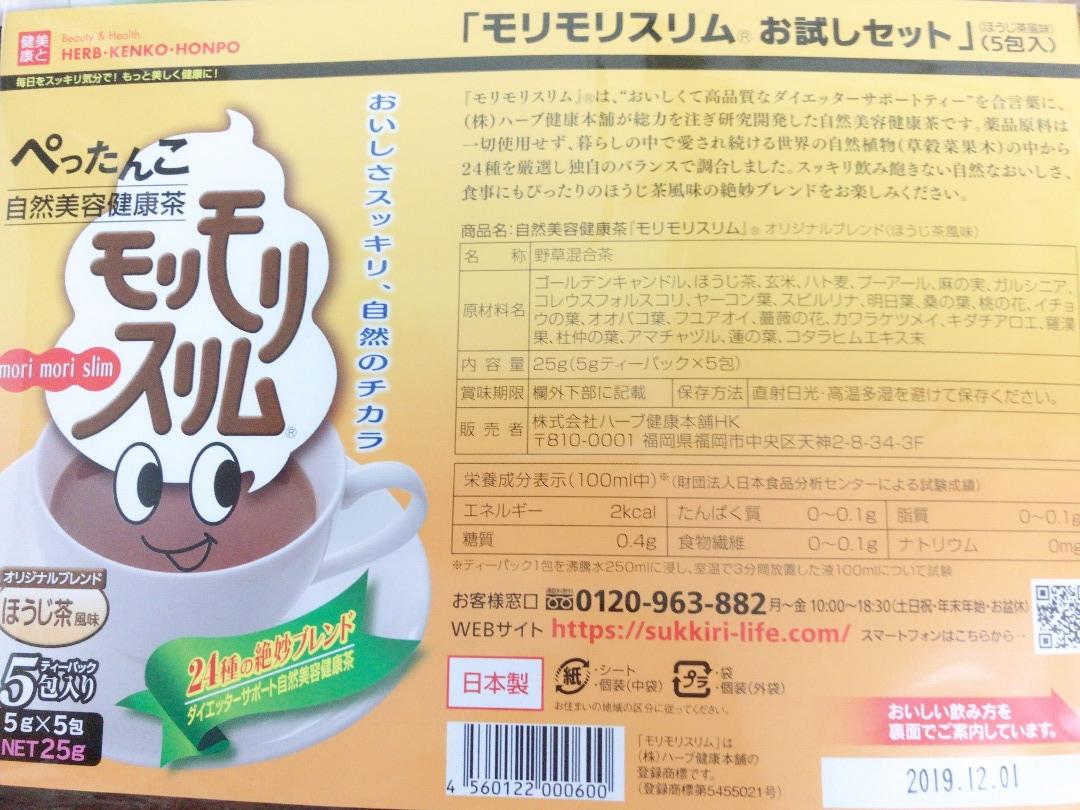 美と健康
Beauty & Health
HERB・KENKO・HONPO
毎日をスッキリ気分で！もっと美しく健康に！
「モリモリスリム® お試しセット」(ほうじ茶風味)(5包入)
ぺったんこ
自然美容健康茶
モリモリ
スリム®
mori mori slim
おいしさスッキリ、自然のチカラ
オリジナルブレンド
ほうじ茶風味
5ティーパック包入り
5g×5包
NET25g
24種の絶妙ブレンド
ダイエッターサポート自然美容健康茶
『モリモリスリム』®は、“おいしくて高品質なダイエッターサポートティー”を合言葉に、
(株)ハーブ健康本舗が総力を注ぎ研究開発した自然美容健康茶です。薬品原料は
一切使用せず、暮らしの中で愛され続ける世界の自然植物(草穀菜果木)の中から
24種を厳選し独自のバランスで調合しました。スッキリ飲み飽きない自然なおいしさ、
食事にもぴったりのほうじ茶風味の絶妙ブレンドをお楽しみください。
商品名:自然美容健康茶『モリモリスリム』® オリジナルブレンド(ほうじ茶風味)
名称 野草混合茶
原材料名 ゴールデンキャンドル、ほうじ茶、玄米、ハト麦、プーアール、麻の実、ガルシニア、
コレウスフォルスコリ、ヤーコン葉、スピルリナ、明日葉、桑の葉、桃の花、イチョ
ウの葉、オオバコ葉、フユアオイ、薔薇の花、カワラケツメイ、キダチアロエ、羅漢
果、杜仲の葉、アマチャヅル、蓮の葉、コタラヒムエキス末
内容量 25g(5gティーパック×5包)
賞味期限 欄外下部に記載 保存方法 直射日光・高温多湿を避けて保存ください。
販売者 株式会社ハーブ健康本舗HK
〒810-0001 福岡県福岡市中央区天神2-8-34-3F
栄養成分表示(100ml中)※(財団法人日本食品分析センターによる試験成績)
エネルギー 2kcal たんぱく質 0〜0.1g 脂質 0〜0.1g
糖質 0.4g 食物繊維 0〜0.1g ナトリウム 0mg
※ティーパック1包を沸騰水250mlに浸し、室温で3分間放置した液100mlについて試験
お客様窓口 0120-963-882 月〜金 10:00〜18:30(土日祝・年末年始・お盆休)
WEBサイト https://sukkiri-life.com/ スマートフォンはこちらから→
日本製
紙 ・シート
・個装(中袋)
プラ ・袋
・個装(外袋)
お住まいの地域の区分に従ってください。
おいしい飲み方を
裏面でご案内しています。
「モリモリスリム」は
(株)ハーブ健康本舗の
登録商標です。
(登録商標第5455021号)
4 560122 000600
2019.12.01